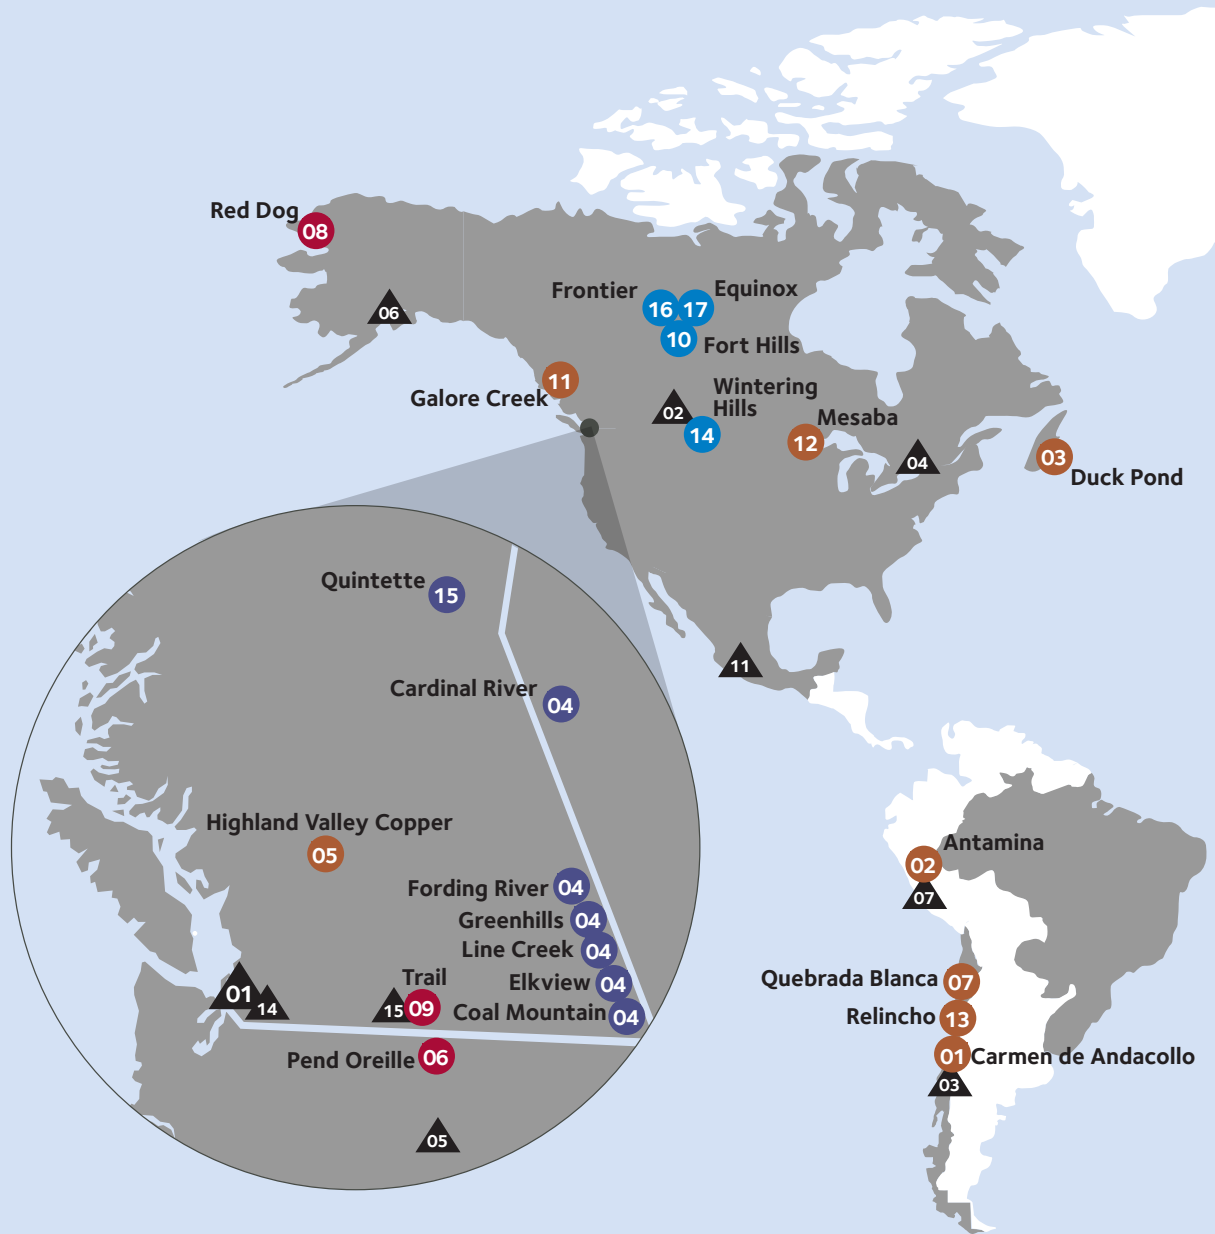 Red Dog
08
06
Frontier
Equinox
16
17
10
Fort Hills
11
Galore Creek
Wintering
Hills
02
14
Mesaba
12
04
03
Duck Pond
11
Quintette
15
Cardinal River
04
Highland Valley Copper
05
Fording River
04
Greenhills
04
Line Creek
04
Elkview
04
Coal Mountain
04
Trail
15
09
01
14
Pend Oreille
06
05
Antamina
02
07
Quebrada Blanca
07
Relincho
13
01
Carmen de Andacollo
03